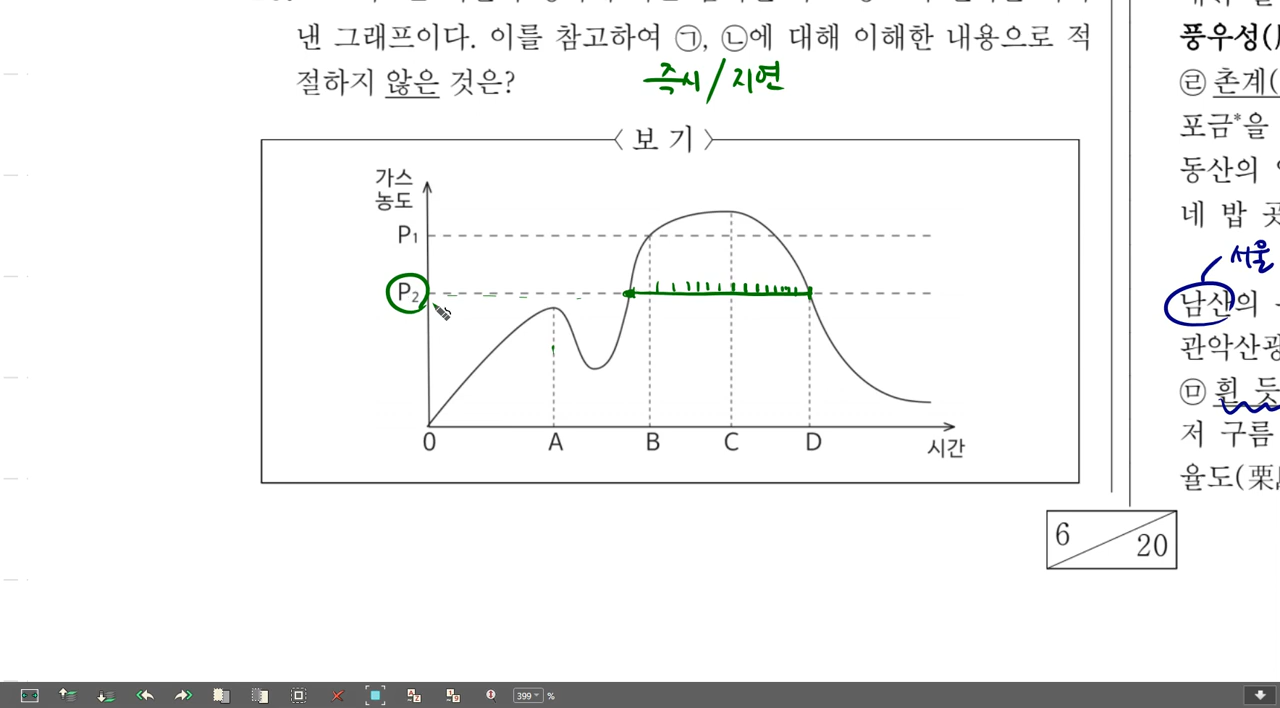 낸 그래프이다. 이를 참고하여 ㉠, ㉡에 대해 이해한 내용으로 적
절하지 않은 것은?
즉시 / 지연
〈 보 기 〉
가스
농도
P1
P2
0
A
B
C
D
시간
6
20
풍우성(
㉣ 촌계(
포금*을
동산의
네 밥 곳
서울
남산의
관악산광
㉤ 흰 듯
저 구름
율도(栗
399
%